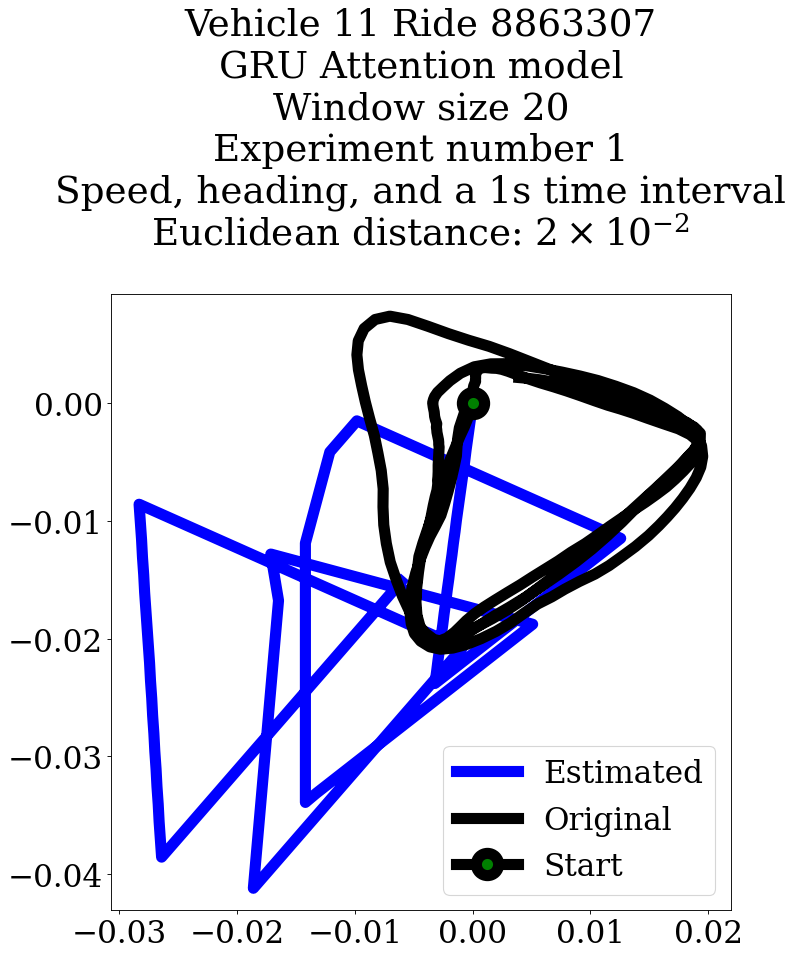 Vehicle 11 Ride 8863307
GRU Attention model
Window size 20
Experiment number 1
Speed, heading, and a 1s time interval
Euclidean distance: $2 \times 10^{-2}$
0.00
−0.01
−0.02
−0.03
−0.04
Estimated
Original
Start
−0.03 −0.02 −0.01 0.00 0.01 0.02